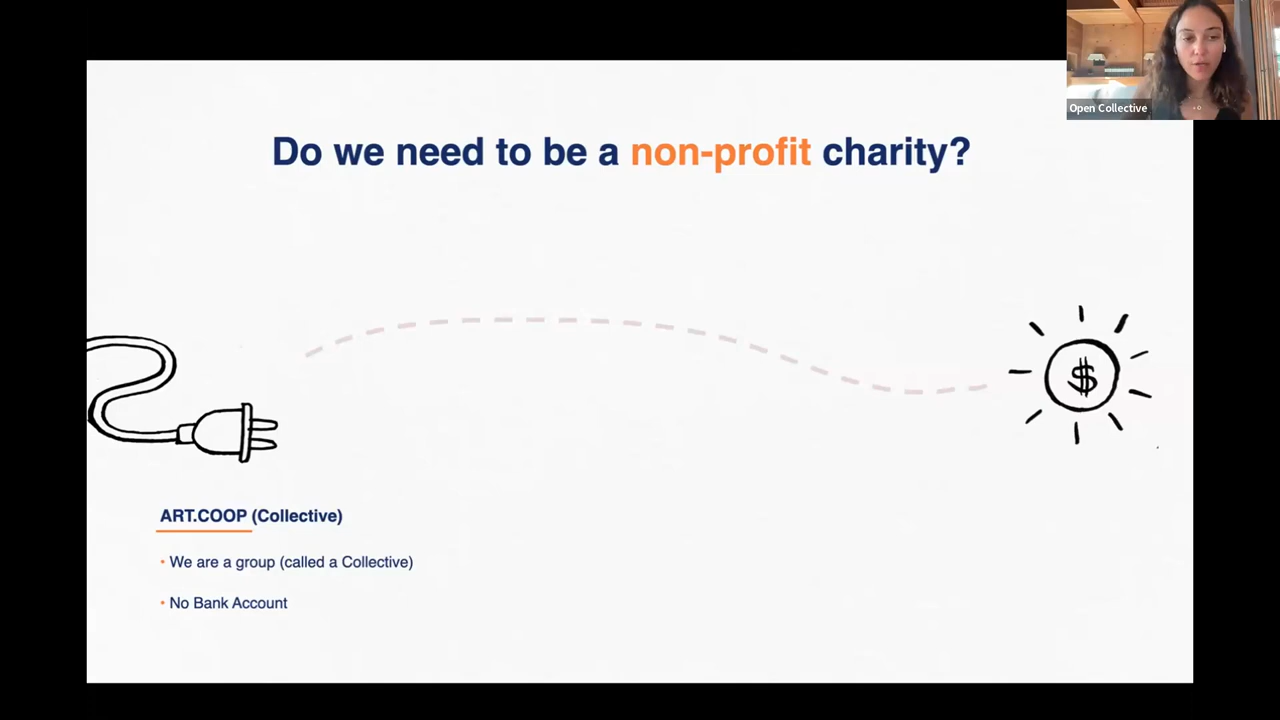 Open Collective
Do we need to be a non-profit charity?
$
ART.COOP (Collective)
• We are a group (called a Collective)
• No Bank Account